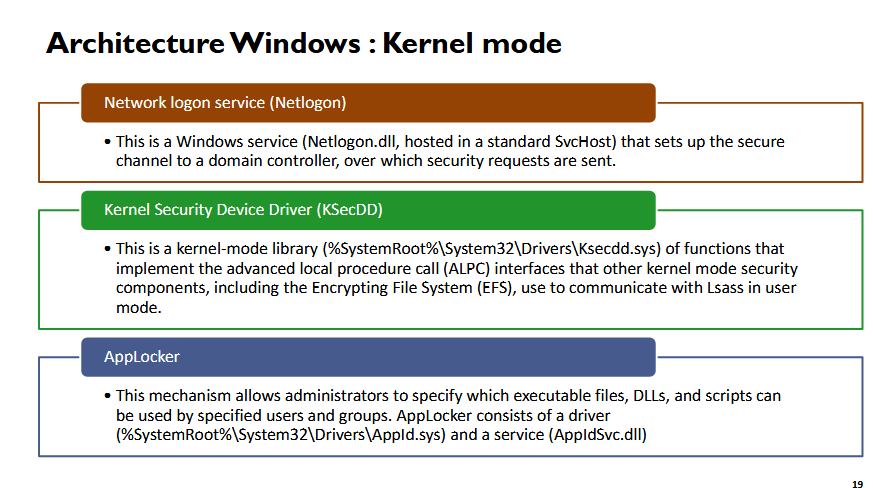 Architecture Windows : Kernel mode
Network logon service (Netlogon)
• This is a Windows service (Netlogon.dll, hosted in a standard SvcHost) that sets up the secure
channel to a domain controller, over which security requests are sent.
Kernel Security Device Driver (KSecDD)
• This is a kernel-mode library (%SystemRoot%\System32\Drivers\Ksecdd.sys) of functions that
implement the advanced local procedure call (ALPC) interfaces that other kernel mode security
components, including the Encrypting File System (EFS), use to communicate with Lsass in user
mode.
AppLocker
• This mechanism allows administrators to specify which executable files, DLLs, and scripts can
be used by specified users and groups. AppLocker consists of a driver
(%SystemRoot%\System32\Drivers\AppId.sys) and a service (AppIdSvc.dll)
19